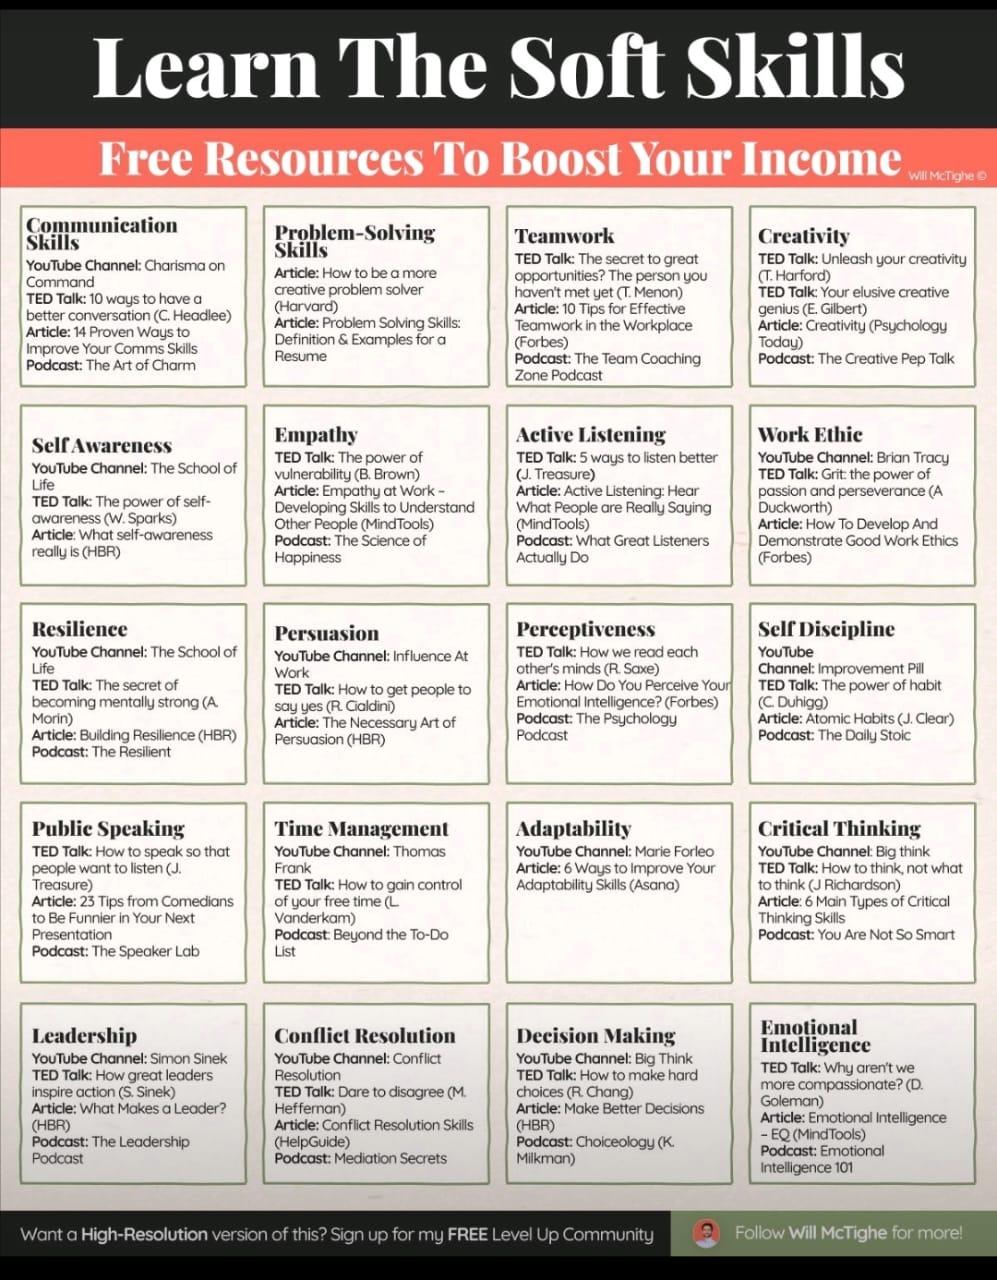 Learn The Soft Skills
Free Resources To Boost Your Income
Will McTighe ©
Communication
Skills
YouTube Channel: Charisma on
Command
TED Talk: 10 ways to have a
better conversation (C. Headlee)
Article: 14 Proven Ways to
Improve Your Comms Skills
Podcast: The Art of Charm
Problem-Solving
Skills
Article: How to be a more
creative problem solver
(Harvard)
Article: Problem Solving Skills:
Definition & Examples for a
Resume
Teamwork
TED Talk: The secret to great
opportunities? The person you
haven't met yet (T. Menon)
Article: 10 Tips for Effective
Teamwork in the Workplace
(Forbes)
Podcast: The Team Coaching
Zone Podcast
Creativity
TED Talk: Unleash your creativity
(T. Harford)
TED Talk: Your elusive creative
genius (E. Gilbert)
Article: Creativity (Psychology
Today)
Podcast: The Creative Pep Talk
Self Awareness
YouTube Channel: The School of
Life
TED Talk: The power of self-
awareness (W. Sparks)
Article: What self-awareness
really is (HBR)
Empathy
TED Talk: The power of
vulnerability (B. Brown)
Article: Empathy at Work –
Developing Skills to Understand
Other People (MindTools)
Podcast: The Science of
Happiness
Active Listening
TED Talk: 5 ways to listen better
(J. Treasure)
Article: Active Listening: Hear
What People are Really Saying
(MindTools)
Podcast: What Great Listeners
Actually Do
Work Ethic
YouTube Channel: Brian Tracy
TED Talk: Grit: the power of
passion and perseverance (A
Duckworth)
Article: How To Develop And
Demonstrate Good Work Ethics
(Forbes)
Resilience
YouTube Channel: The School of
Life
TED Talk: The secret of
becoming mentally strong (A.
Morin)
Article: Building Resilience (HBR)
Podcast: The Resilient
Persuasion
YouTube Channel: Influence At
Work
TED Talk: How to get people to
say yes (R. Cialdini)
Article: The Necessary Art of
Persuasion (HBR)
Perceptiveness
TED Talk: How we read each
other's minds (R. Saxe)
Article: How Do You Perceive Your
Emotional Intelligence? (Forbes)
Podcast: The Psychology
Podcast
Self Discipline
YouTube
Channel: Improvement Pill
TED Talk: The power of habit
(C. Duhigg)
Article: Atomic Habits (J. Clear)
Podcast: The Daily Stoic
Public Speaking
TED Talk: How to speak so that
people want to listen (J.
Treasure)
Article: 23 Tips from Comedians
to Be Funnier in Your Next
Presentation
Podcast: The Speaker Lab
Time Management
YouTube Channel: Thomas
Frank
TED Talk: How to gain control
of your free time (L.
Vanderkam)
Podcast: Beyond the To-Do
List
Adaptability
YouTube Channel: Marie Forleo
Article: 6 Ways to Improve Your
Adaptability Skills (Asana)
Critical Thinking
YouTube Channel: Big think
TED Talk: How to think, not what
to think (J Richardson)
Article: 6 Main Types of Critical
Thinking Skills
Podcast: You Are Not So Smart
Leadership
YouTube Channel: Simon Sinek
TED Talk: How great leaders
inspire action (S. Sinek)
Article: What Makes a Leader?
(HBR)
Podcast: The Leadership
Podcast
Conflict Resolution
YouTube Channel: Conflict
Resolution
TED Talk: Dare to disagree (M.
Heffernan)
Article: Conflict Resolution Skills
(HelpGuide)
Podcast: Mediation Secrets
Decision Making
YouTube Channel: Big Think
TED Talk: How to make hard
choices (R. Chang)
Article: Make Better Decisions
(HBR)
Podcast: Choiceology (K.
Milkman)
Emotional
Intelligence
TED Talk: Why aren't we
more compassionate? (D.
Goleman)
Article: Emotional Intelligence
– EQ (MindTools)
Podcast: Emotional
Intelligence 101
Want a High-Resolution version of this? Sign up for my FREE Level Up Community
Follow Will McTighe for more!